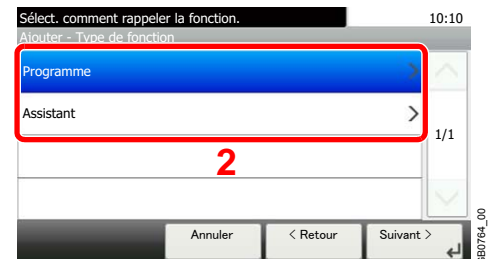 Sélect. comment rappeler la fonction. 10:10
Ajouter - Type de fonction
Programme >
Assistant >
1/1
2
Annuler < Retour Suivant >
GB0764_00